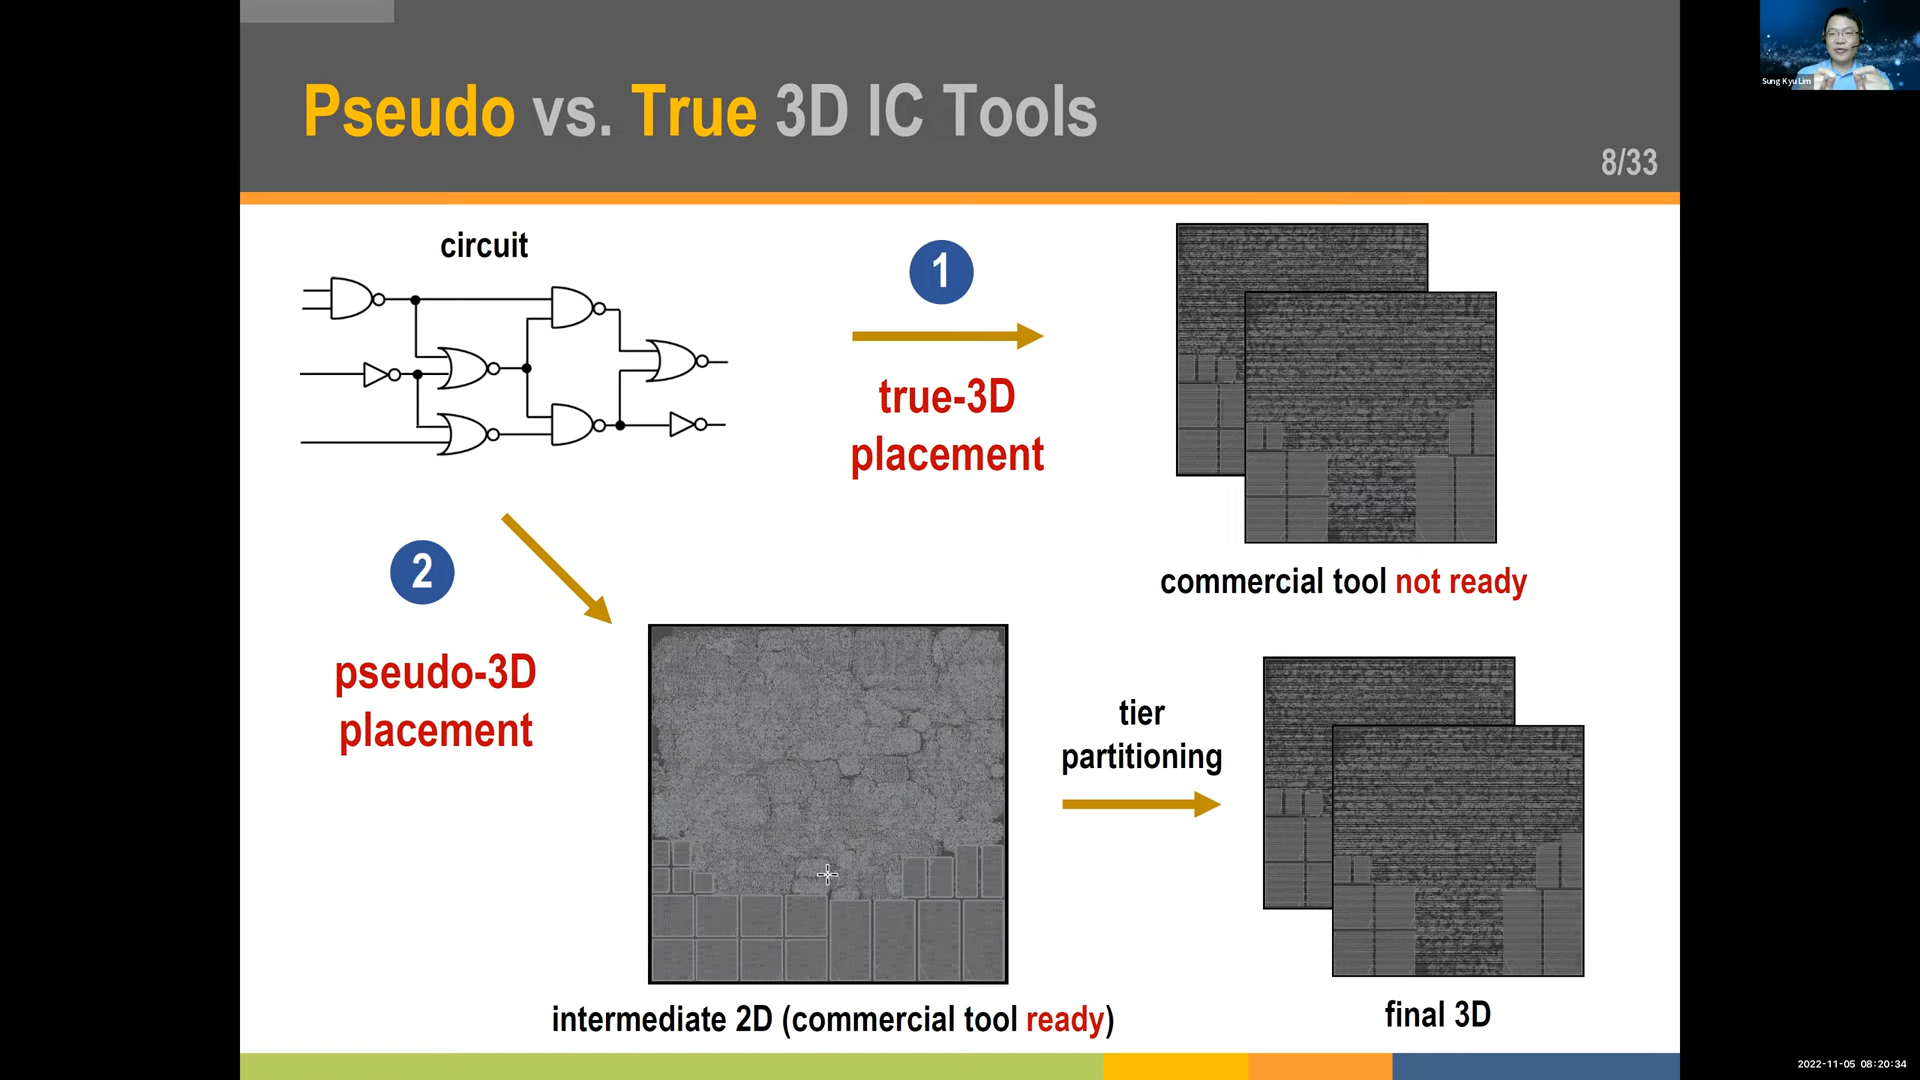 Pseudo vs. True 3D IC Tools
8/33
Sung Kyu Lim
circuit
1
true-3D
placement
commercial tool not ready
2
pseudo-3D
placement
tier
partitioning
intermediate 2D (commercial tool ready)
final 3D
2022-11-05 08:20:34